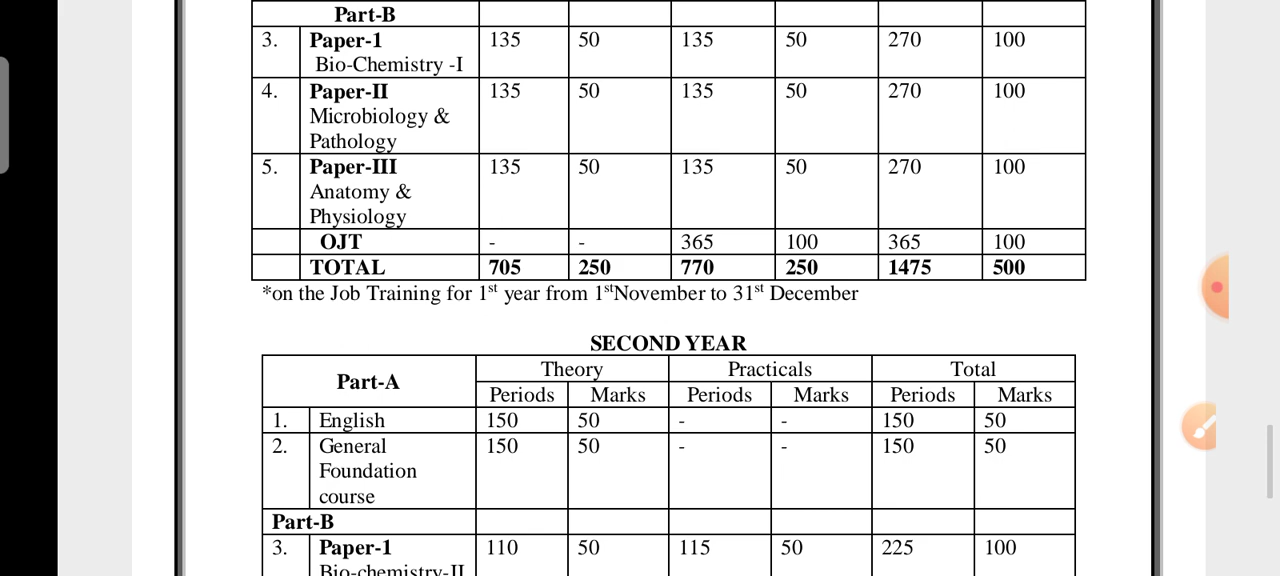 Part-B
3. Paper-1 135 50 135 50 270 100
Bio-Chemistry -I
4. Paper-II 135 50 135 50 270 100
Microbiology &
Pathology
5. Paper-III 135 50 135 50 270 100
Anatomy &
Physiology
OJT - - 365 100 365 100
TOTAL 705 250 770 250 1475 500
*on the Job Training for 1st year from 1stNovember to 31st December
SECOND YEAR
Part-A Theory Practicals Total
Periods Marks Periods Marks Periods Marks
1. English 150 50 - - 150 50
2. General 150 50 - - 150 50
Foundation
course
Part-B
3. Paper-1 110 50 115 50 225 100
Bio-chemistry-II